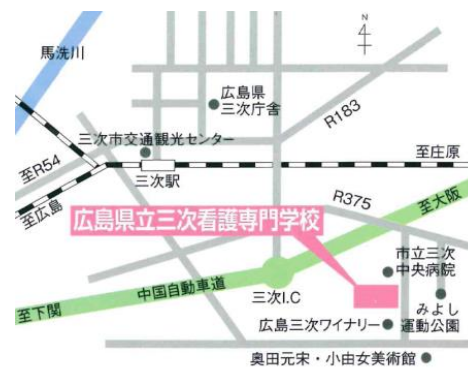 N
馬洗川
広島県
三次庁舎
R183
三次市交通観光センター
至R54
至庄原
三次駅
至広島
R375
至大阪
広島県立三次看護専門学校
市立三次
中央病院
中国自動車道
三次I.C
みよし
運動公園
至下関
広島三次ワイナリー
奥田元宋・小由女美術館